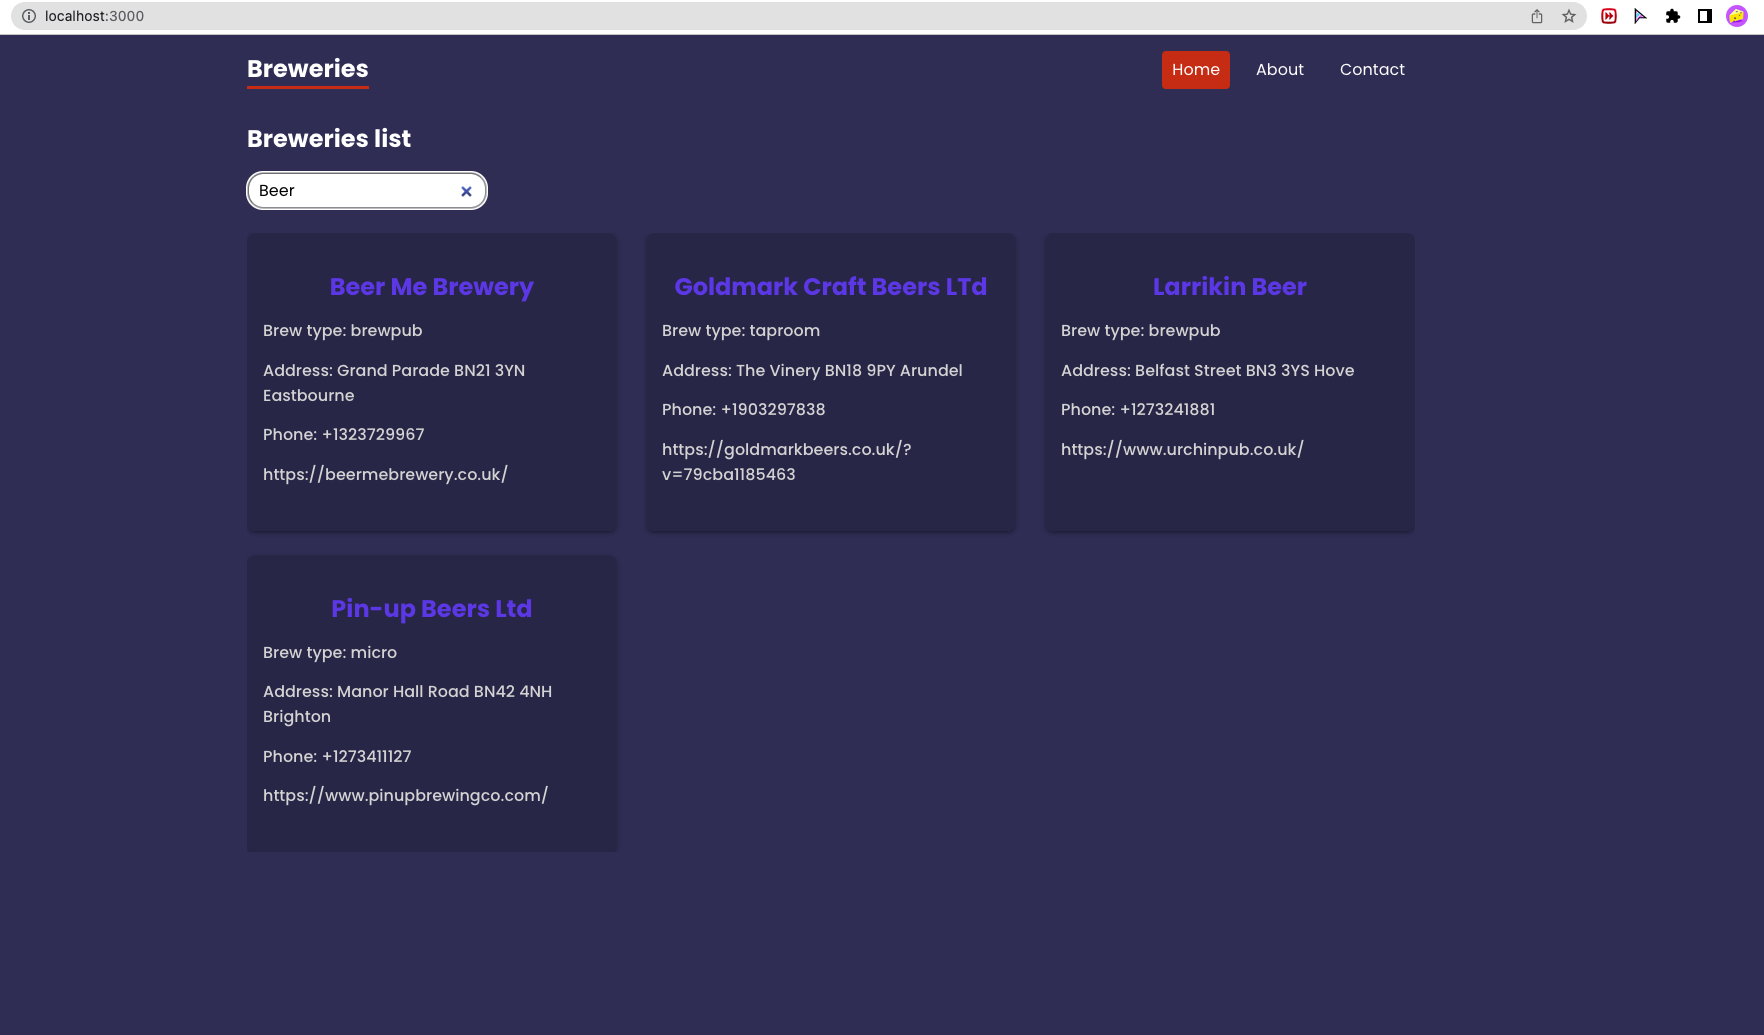 localhost:3000
Breweries
Home
About
Contact
Breweries list
Beer
Beer Me Brewery
Brew type: brewpub
Address: Grand Parade BN21 3YN
Eastbourne
Phone: +1323729967
https://beermebrewery.co.uk/
Goldmark Craft Beers LTd
Brew type: taproom
Address: The Vinery BN18 9PY Arundel
Phone: +1903297838
https://goldmarkbeers.co.uk/?
v=79cba1185463
Larrikin Beer
Brew type: brewpub
Address: Belfast Street BN3 3YS Hove
Phone: +1273241881
https://www.urchinpub.co.uk/
Pin-up Beers Ltd
Brew type: micro
Address: Manor Hall Road BN42 4NH
Brighton
Phone: +1273411127
https://www.pinupbrewingco.com/